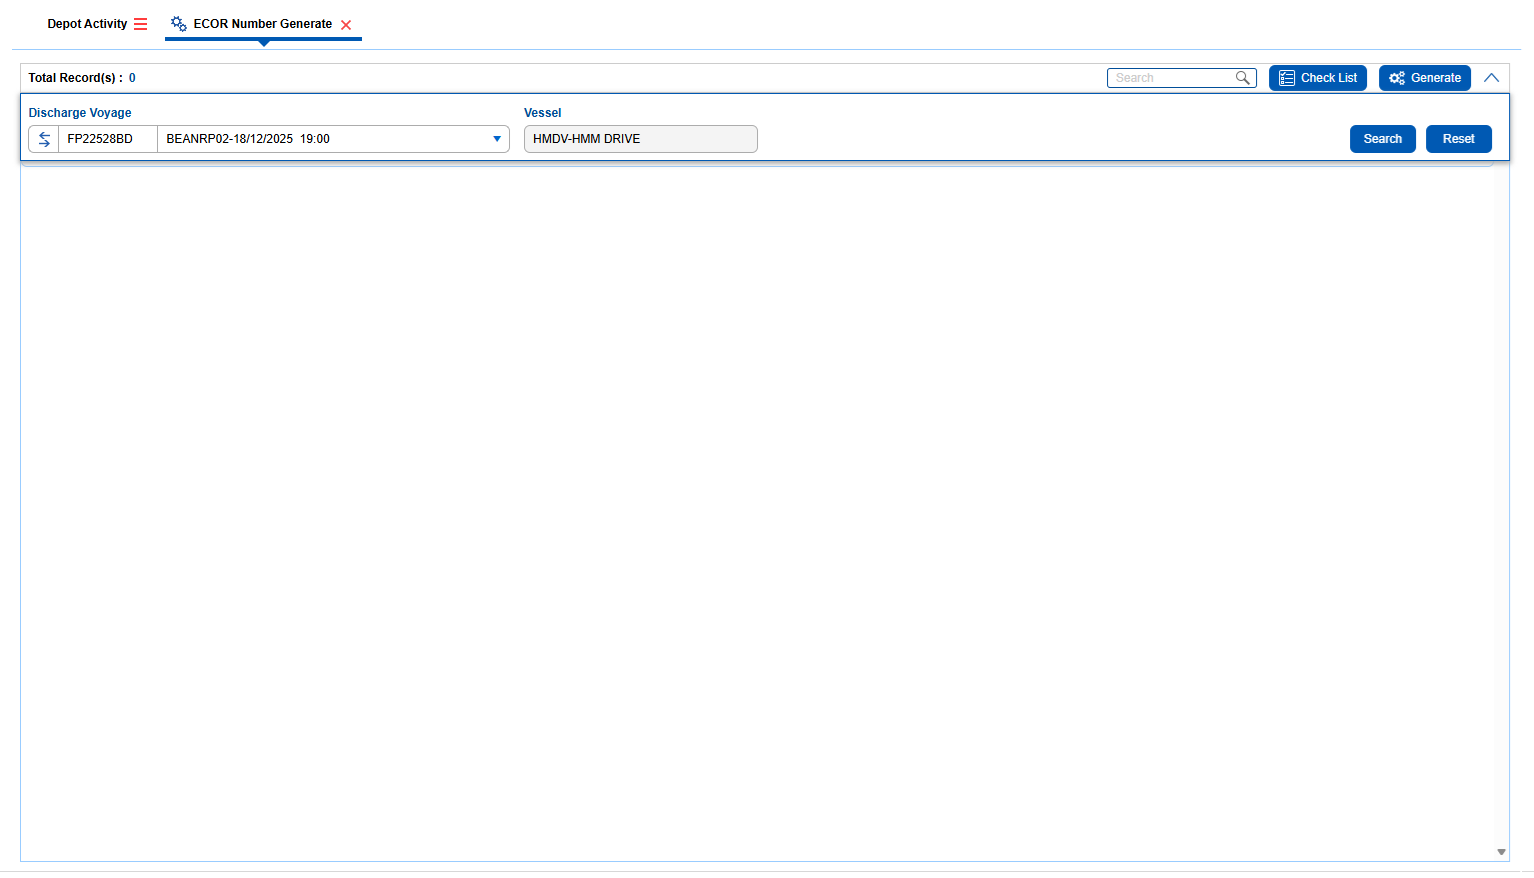 Depot Activity ECOR Number Generate
Total Record(s) : 0 Search Check List Generate
Discharge Voyage Vessel
FP22528BD BEANRP02-18/12/2025 19:00 HMDV-HMM DRIVE Search Reset